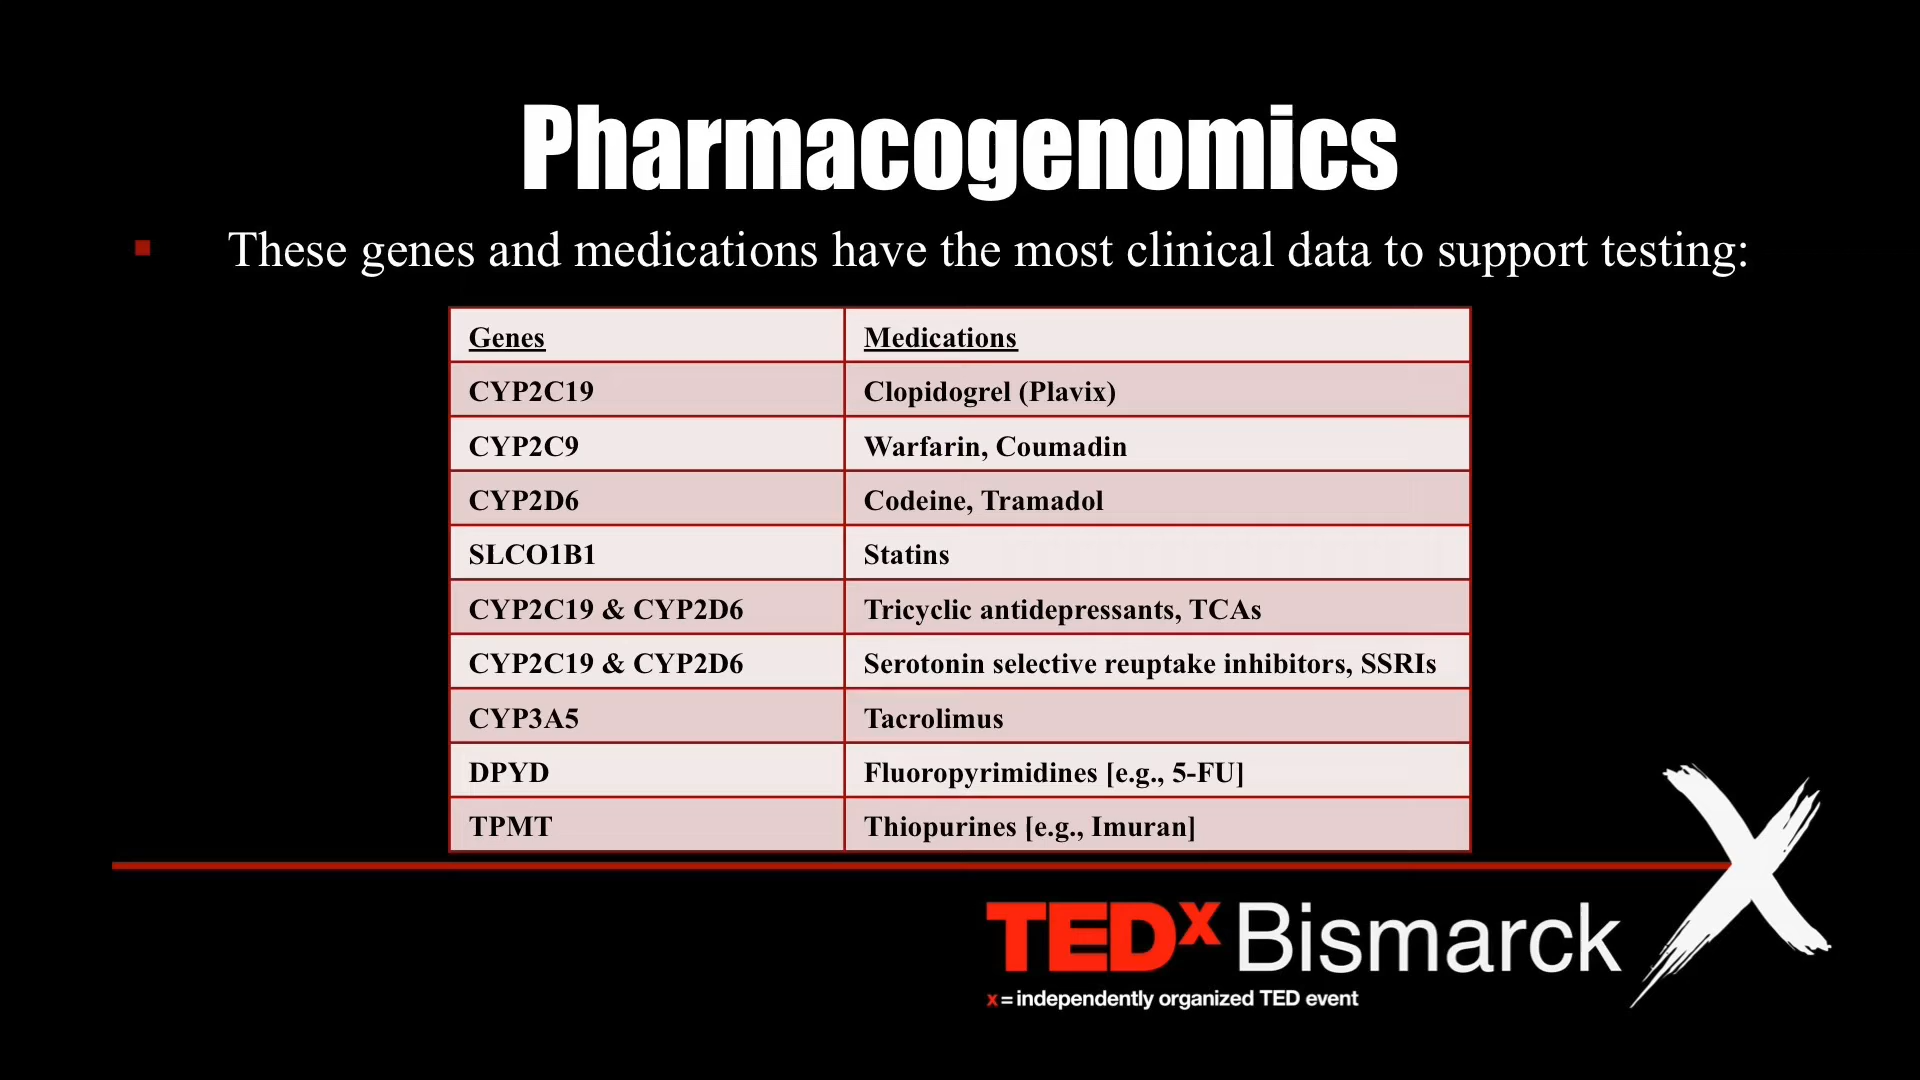 Pharmacogenomics
▪ These genes and medications have the most clinical data to support testing:
Genes Medications
CYP2C19 Clopidogrel (Plavix)
CYP2C9 Warfarin, Coumadin
CYP2D6 Codeine, Tramadol
SLCO1B1 Statins
CYP2C19 & CYP2D6 Tricyclic antidepressants, TCAs
CYP2C19 & CYP2D6 Serotonin selective reuptake inhibitors, SSRIs
CYP3A5 Tacrolimus
DPYD Fluoropyrimidines [e.g., 5-FU]
TPMT Thiopurines [e.g., Imuran]
TEDx Bismarck X
x = independently organized TED event